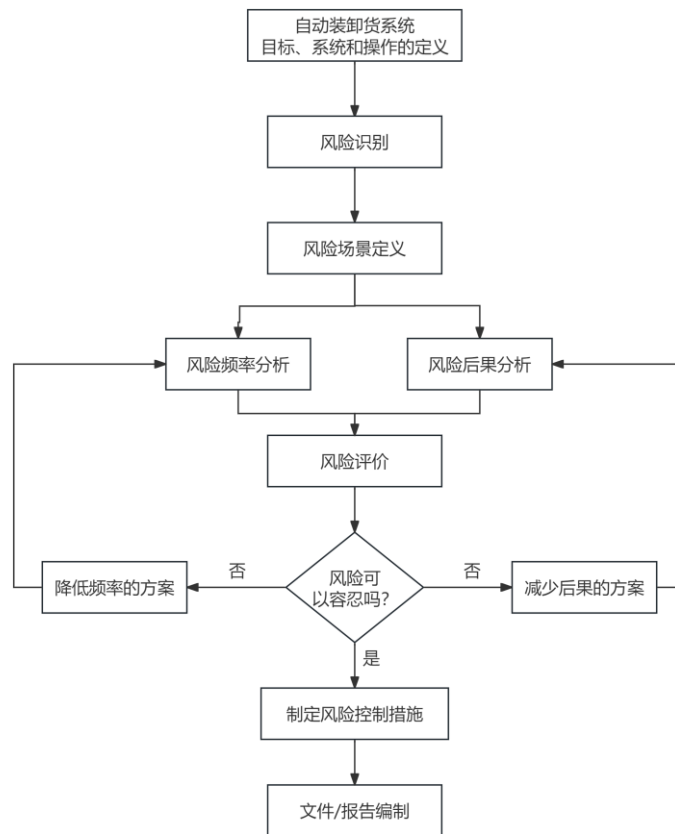 自动装卸货系统
目标、系统和操作的定义
风险识别
风险场景定义
风险频率分析
风险后果分析
风险评价
否
风险可
以容忍吗?
否
降低频率的方案
减少后果的方案
是
制定风险控制措施
文件/报告编制